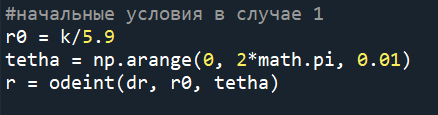 #начальные условия в случае 1
r0 = k/5.9
tetha = np.arange(0, 2*math.pi, 0.01)
r = odeint(dr, r0, tetha)